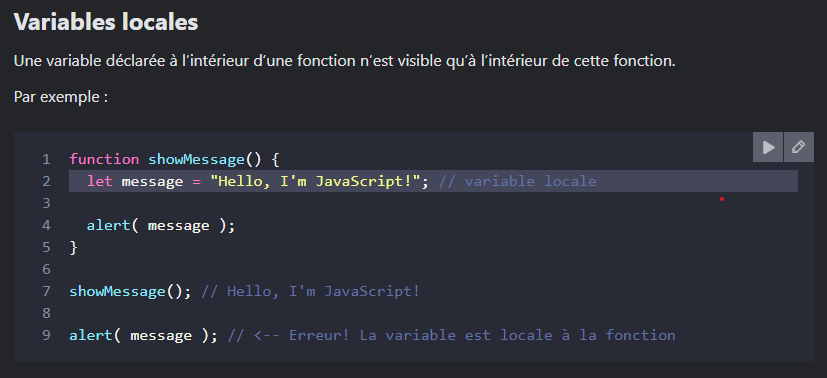 Variables locales
Une variable déclarée à l'intérieur d'une fonction n'est visible qu'à l'intérieur de cette fonction.
Par exemple :
1 function showMessage() {
2   let message = "Hello, I'm JavaScript!"; // variable locale
3
4   alert( message );
5 }
6
7 showMessage(); // Hello, I'm JavaScript!
8
9 alert( message ); // <-- Erreur! La variable est locale à la fonction